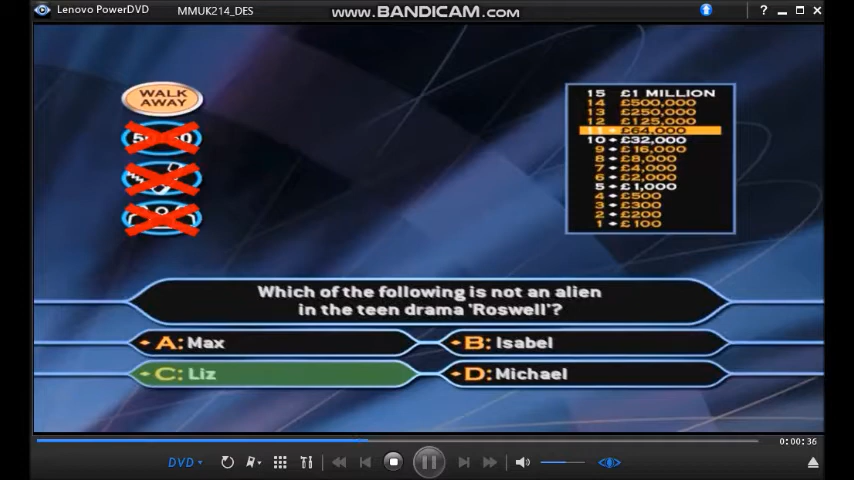 Lenovo PowerDVD
MMUK214_DES
www.BANDICAM.com
?
WALK
AWAY
15 £1 MILLION
14 £500,000
13 £250,000
12 £125,000
11 £64,000
10 £32,000
9 £16,000
8 £8,000
7 £4,000
6 £2,000
5 £1,000
4 £500
3 £300
2 £200
1 £100
Which of the following is not an alien
in the teen drama 'Roswell'?
A: Max
B: Isabel
C: Liz
D: Michael
0:00:36
DVD